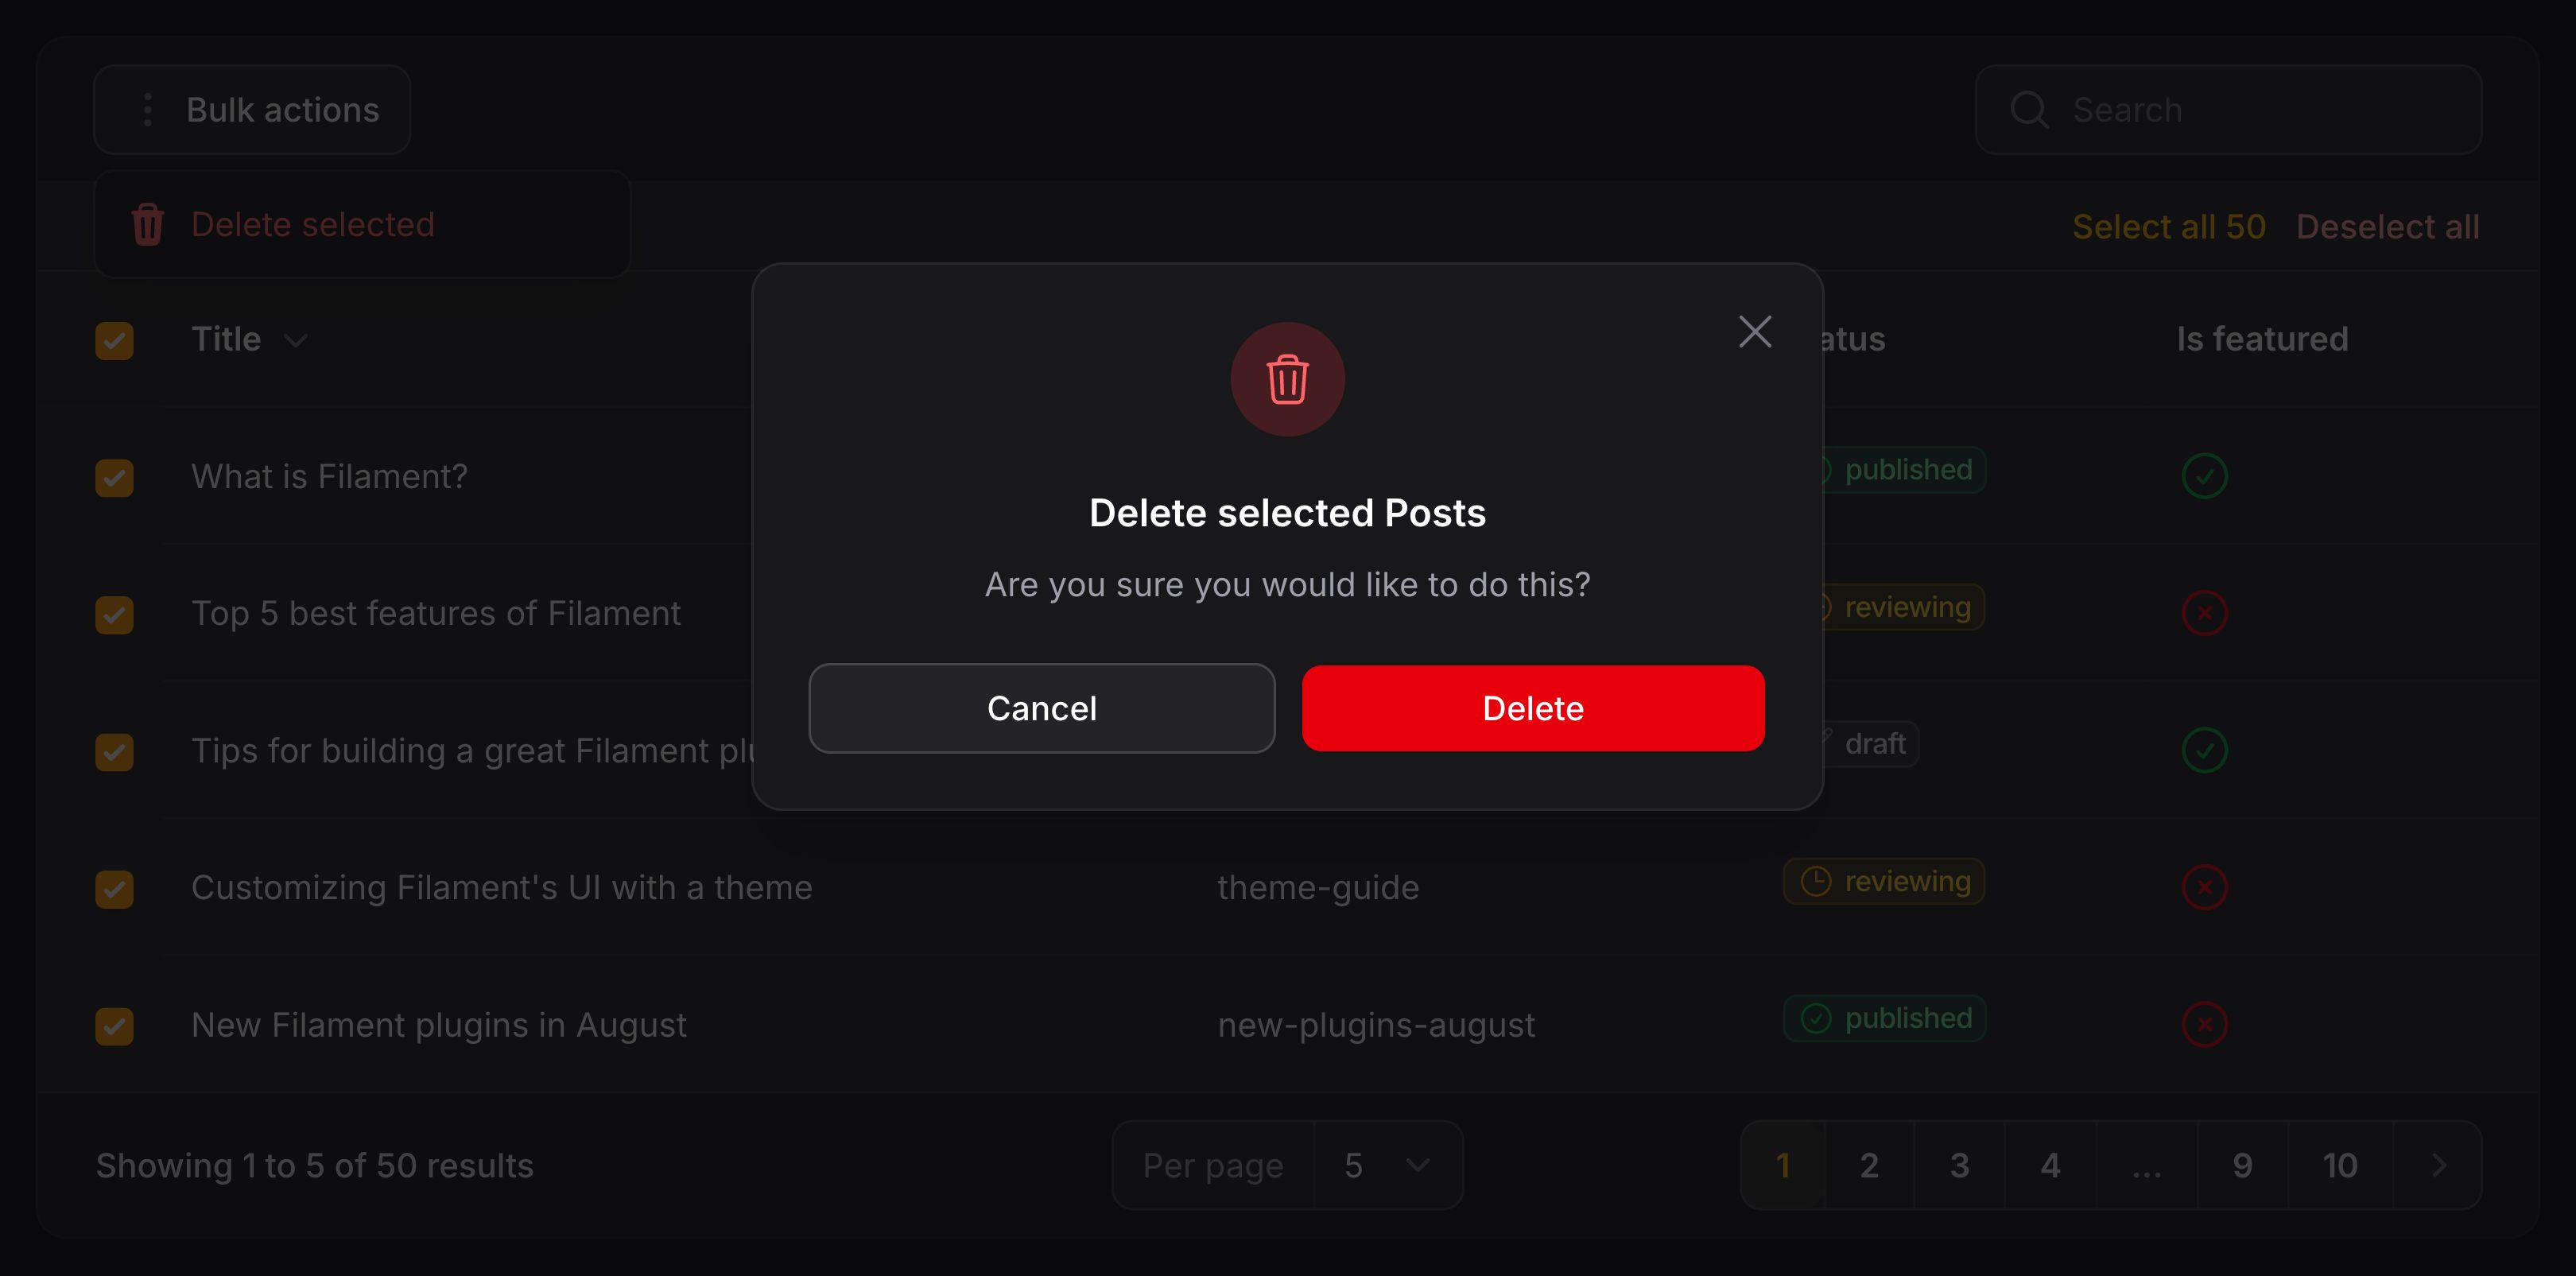 Bulk actions
Search
Delete selected
Select all 50 Deselect all
Title
atus
Is featured
Delete selected Posts
Are you sure you would like to do this?
Cancel
Delete
What is Filament?
published
Top 5 best features of Filament
reviewing
Tips for building a great Filament plu
draft
Customizing Filament's UI with a theme
theme-guide
reviewing
New Filament plugins in August
new-plugins-august
published
Showing 1 to 5 of 50 results
Per page 5
1 2 3 4 ... 9 10